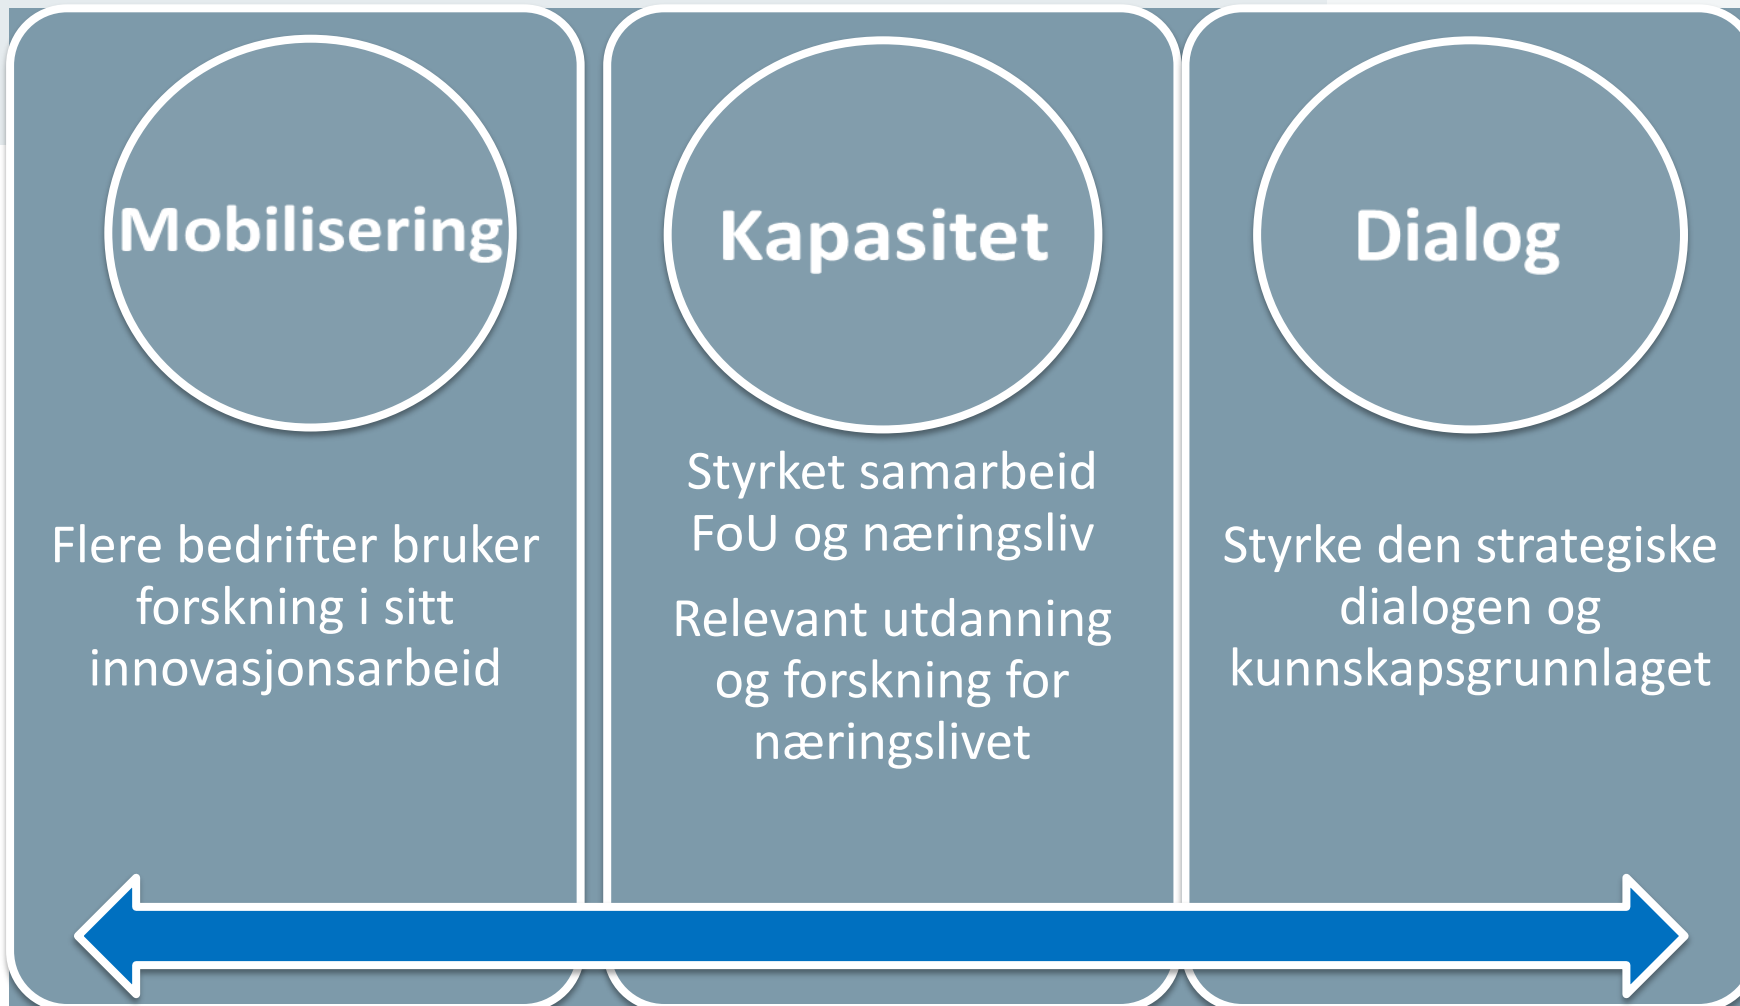 Mobilisering
Flere bedrifter bruker
forskning i sitt
innovasjonsarbeid
Kapasitet
Styrket samarbeid
FoU og næringsliv
Relevant utdanning
og forskning for
næringslivet
Dialog
Styrke den strategiske
dialogen og
kunnskapsgrunnlaget